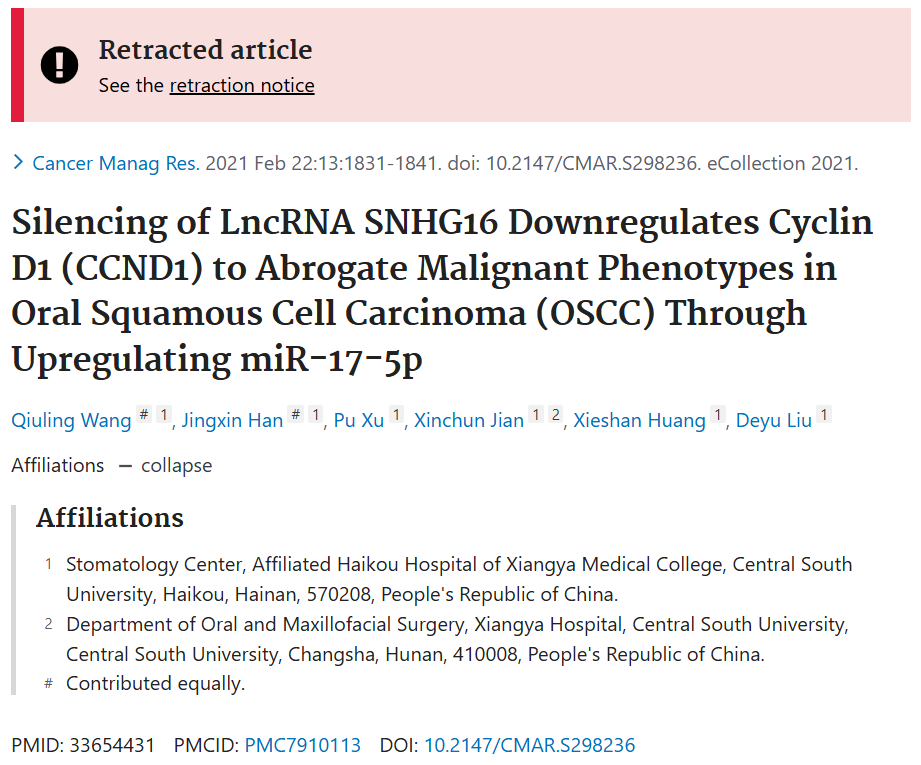 Retracted article
See the retraction notice
Cancer Manag Res. 2021 Feb 22:13:1831-1841. doi: 10.2147/CMAR.S298236. eCollection 2021.
Silencing of LncRNA SNHG16 Downregulates Cyclin
D1 (CCND1) to Abrogate Malignant Phenotypes in
Oral Squamous Cell Carcinoma (OSCC) Through
Upregulating miR-17-5p
Qiuling Wang # 1, Jingxin Han # 1, Pu Xu 1, Xinchun Jian 1 2, Xieshan Huang 1, Deyu Liu 1
Affiliations — collapse
Affiliations
1 Stomatology Center, Affiliated Haikou Hospital of Xiangya Medical College, Central South
University, Haikou, Hainan, 570208, People's Republic of China.
2 Department of Oral and Maxillofacial Surgery, Xiangya Hospital, Central South University,
Central South University, Changsha, Hunan, 410008, People's Republic of China.
# Contributed equally.
PMID: 33654431 PMCID: PMC7910113 DOI: 10.2147/CMAR.S298236